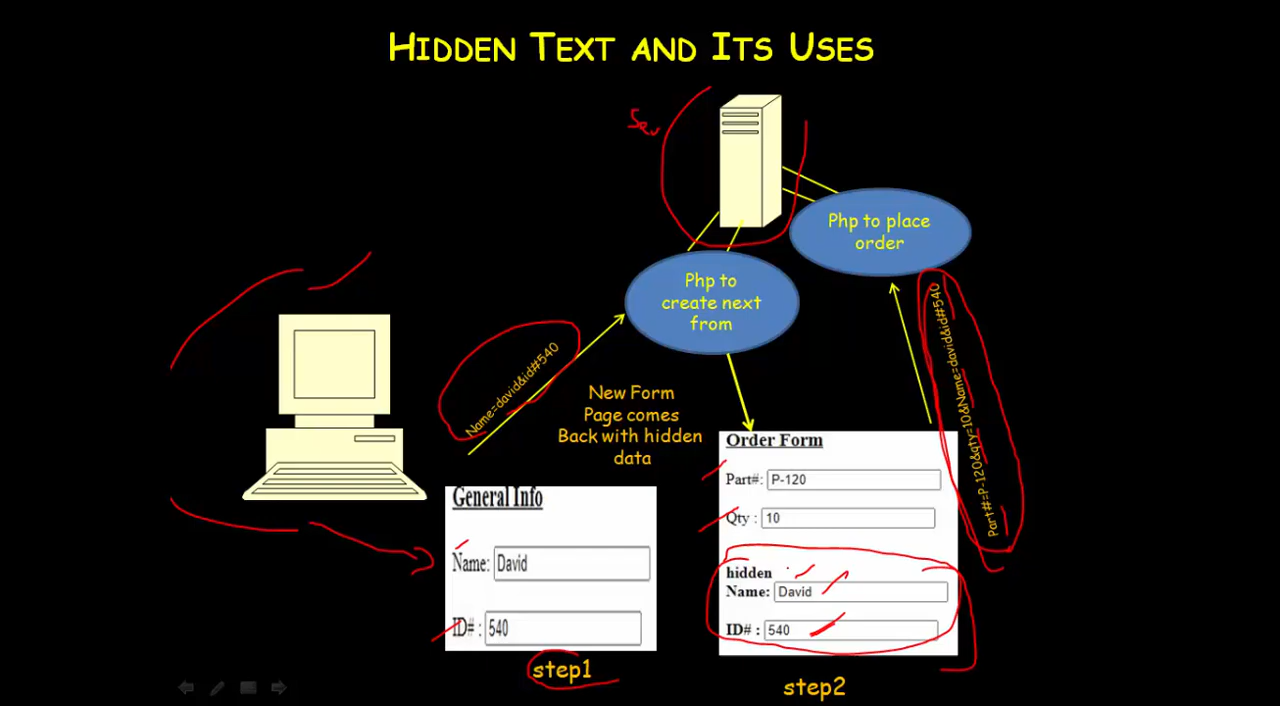 HIDDEN TEXT AND ITS USES
Serv
Php to place
order
Php to
create next
from
Name=david&id#540
Part#=P-120&qty=10&Name=david&id#540
New Form
Page comes
Back with hidden
data
General Info
Name: David
ID# : 540
step1
Order Form
Part#: P-120
Qty : 10
hidden
Name: David
ID# : 540
step2